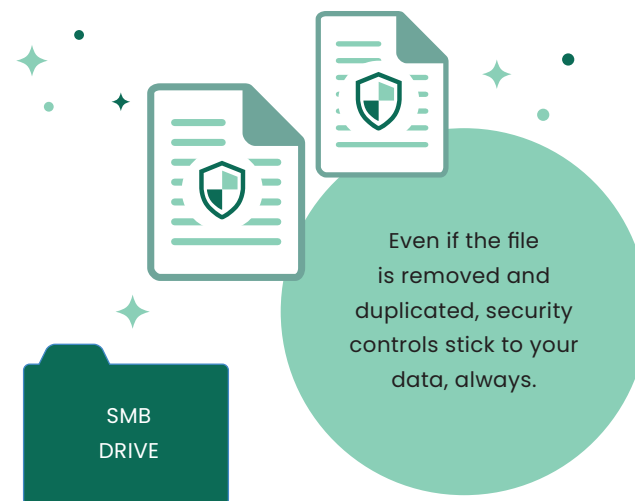 Even if the file
is removed and
duplicated, security
controls stick to your
data, always.
SMB
DRIVE